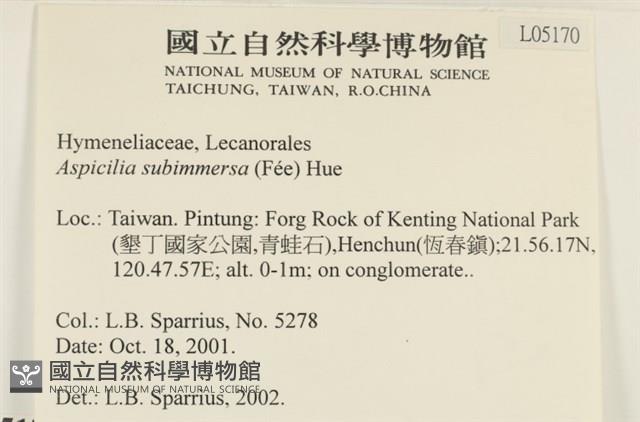 國立自然科學博物館
L05170
NATIONAL MUSEUM OF NATURAL SCIENCE
TAICHUNG, TAIWAN, R.O.CHINA
Hymeneliaceae, Lecanorales
Aspicilia subimmersa (Fée) Hue
Loc.: Taiwan. Pintung: Forg Rock of Kenting National Park
(墾丁國家公園,青蛙石),Henchun(恆春鎮);21.56.17N,
120.47.57E; alt. 0-1m; on conglomerate..
Col.: L.B. Sparrius, No. 5278
Date: Oct. 18, 2001.
國立自然科學博物館
NATIONAL MUSEUM OF NATURAL SCIENCE
Det.: L.B. Sparrius, 2002.